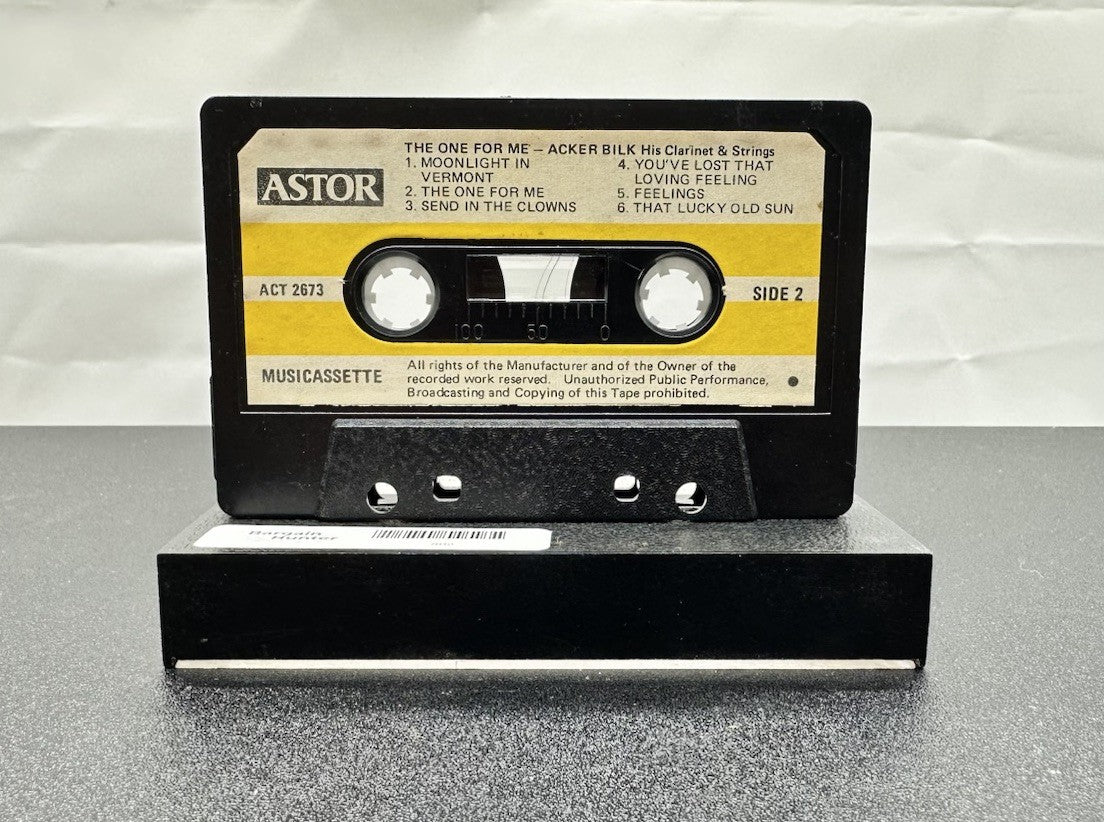 THE ONE FOR ME – ACKER BILK His Clarinet & Strings
1. MOONLIGHT IN
VERMONT
2. THE ONE FOR ME
3. SEND IN THE CLOWNS
4. YOU'VE LOST THAT
LOVING FEELING
5. FEELINGS
6. THAT LUCKY OLD SUN
ASTOR
ACT 2673
SIDE 2
100 50 0
MUSICASSETTE
All rights of the Manufacturer and of the Owner of the
recorded work reserved. Unauthorized Public Performance,
Broadcasting and Copying of this Tape prohibited.
Bargain
Hunter